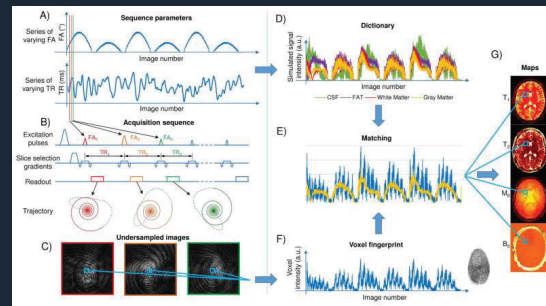 A)
Sequence parameters
Series of varying FA
FA (°)
Image number
Series of varying TR
TR (ms)
Image number
B)
Acquisition sequence
Excitation pulses
FA₁
FA₂
FA₃
Slice selection gradients
TR₁
TR₂
TR₃
Readout
Trajectory
C)
Undersampled images
D)
Dictionary
Simulated signal intensity (a.u.)
Image number
CSF
FAT
White Matter
Gray Matter
E)
Matching
Image number
F)
Voxel fingerprint
Voxel intensity (a.u.)
Image number
G)
Maps
T₁
T₂
M₀
B₀